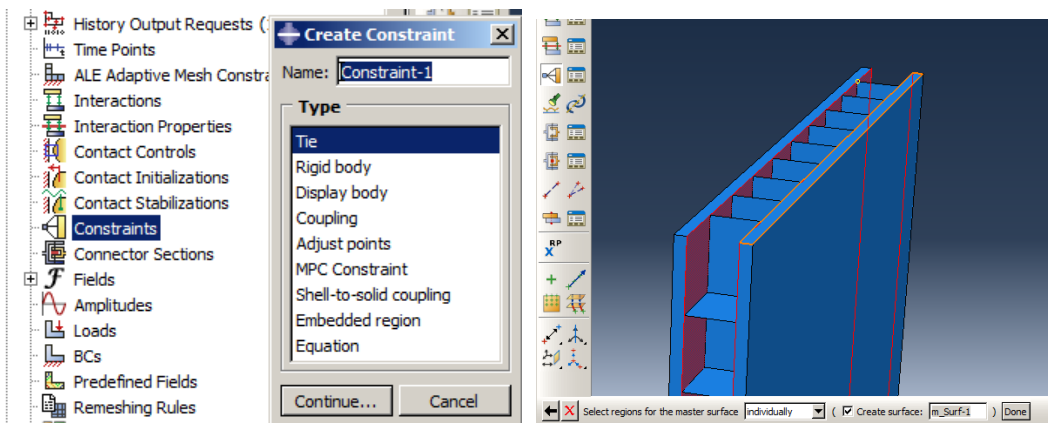 History Output Requests (
Time Points
ALE Adaptive Mesh Constra
Interactions
Interaction Properties
Contact Controls
Contact Initializations
Contact Stabilizations
Constraints
Connector Sections
Fields
Amplitudes
Loads
BCs
Predefined Fields
Remeshing Rules
Create Constraint
Name: Constraint-1
Type
Tie
Rigid body
Display body
Coupling
Adjust points
MPC Constraint
Shell-to-solid coupling
Embedded region
Equation
Continue... Cancel
RP
Select regions for the master surface individually ( Create surface: m_Surf-1 ) Done